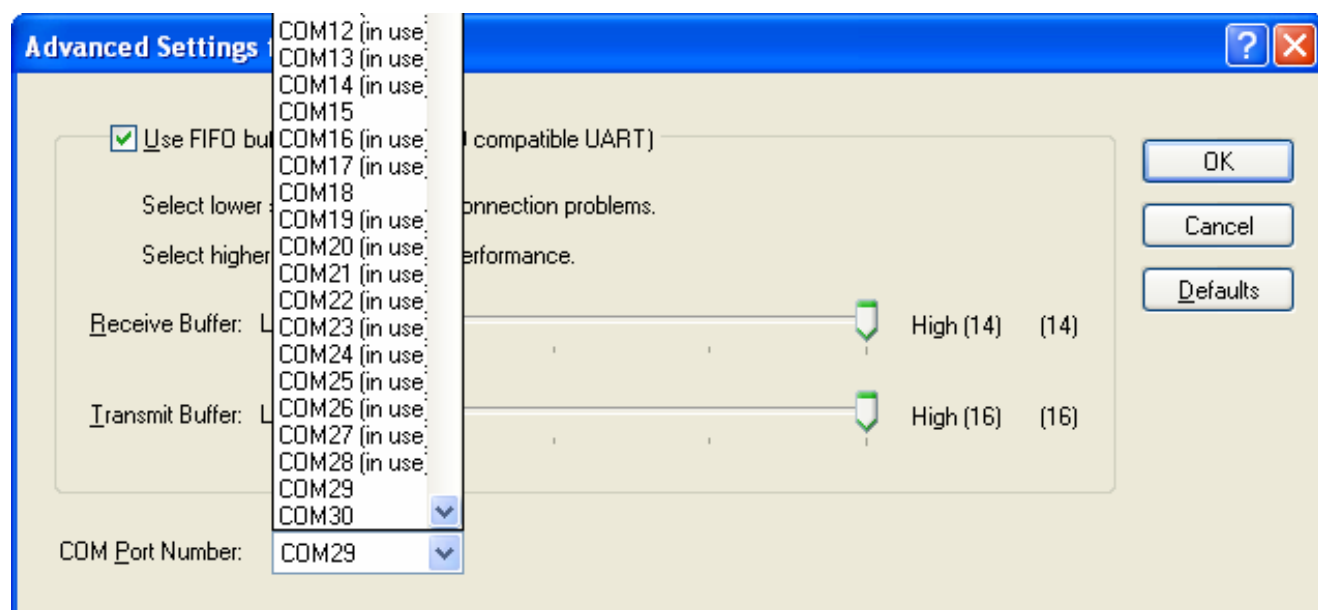 Advanced Settings
COM12 (in use)
COM13 (in use)
COM14 (in use)
COM15
COM16 (in use)
COM17 (in use)
COM18
COM19 (in use)
COM20 (in use)
COM21 (in use)
COM22 (in use)
COM23 (in use)
COM24 (in use)
COM25 (in use)
COM26 (in use)
COM27 (in use)
COM28 (in use)
COM29
COM30
Use FIFO compatible UART)
Select lower onnection problems.
Select higher erformance.
Receive Buffer: L High (14) (14)
Transmit Buffer: L High (16) (16)
COM Port Number: COM29
OK
Cancel
Defaults